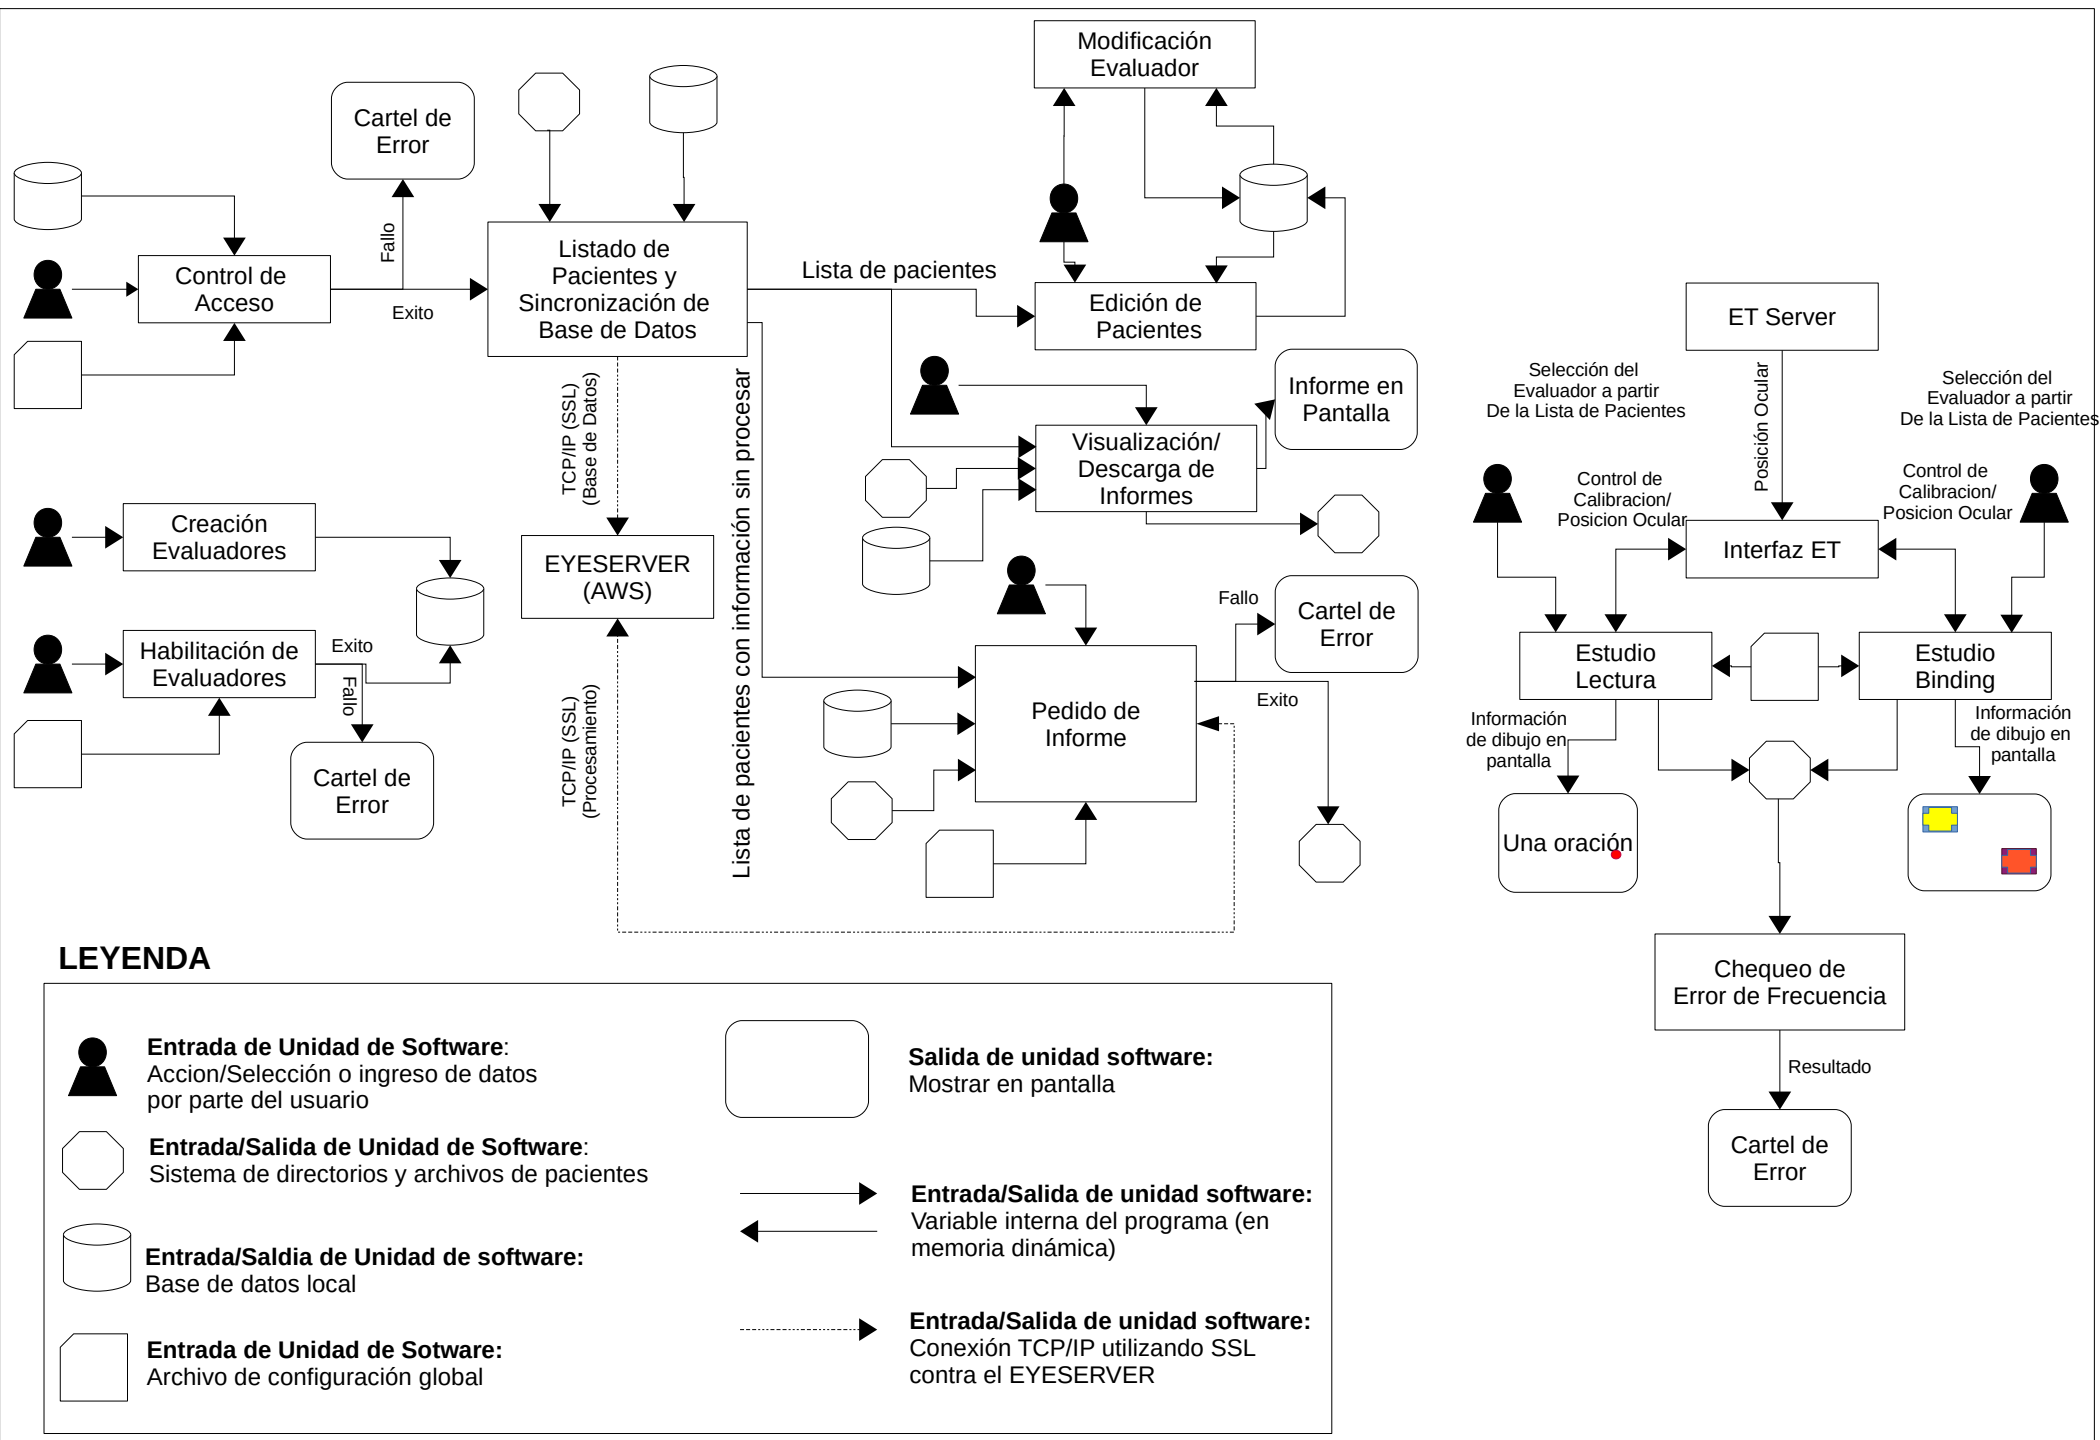 Modificación
Evaluador
Cartel de
Error
Fallo
Control de
Acceso
Exito
Listado de
Pacientes y
Sincronización de
Base de Datos
Lista de pacientes
Edición de
Pacientes
ET Server
Selección del
Evaluador a partir
De la Lista de Pacientes
Posición Ocular
Selección del
Evaluador a partir
De la Lista de Pacientes
Informe en
Pantalla
TCP/IP (SSL)
(Base de Datos)
Lista de pacientes con información sin procesar
Visualización/
Descarga de
Informes
Control de
Calibracion/
Posicion Ocular
Control de
Calibracion/
Posicion Ocular
Creación
Evaluadores
EYESERVER
(AWS)
Interfaz ET
Fallo
Cartel de
Error
Habilitación de
Evaluadores
Exito
Fallo
Estudio
Lectura
Estudio
Binding
Exito
Pedido de
Informe
TCP/IP (SSL)
(Procesamiento)
Información
de dibujo en
pantalla
Información
de dibujo en
pantalla
Cartel de
Error
Una oración
LEYENDA
Chequeo de
Error de Frecuencia
Resultado
Cartel de
Error
Entrada de Unidad de Software:
Accion/Selección o ingreso de datos
por parte del usuario
Entrada/Salida de Unidad de Software:
Sistema de directorios y archivos de pacientes
Entrada/Saldia de Unidad de software:
Base de datos local
Entrada de Unidad de Sotware:
Archivo de configuración global
Salida de unidad software:
Mostrar en pantalla
Entrada/Salida de unidad software:
Variable interna del programa (en
memoria dinámica)
Entrada/Salida de unidad software:
Conexión TCP/IP utilizando SSL
contra el EYESERVER